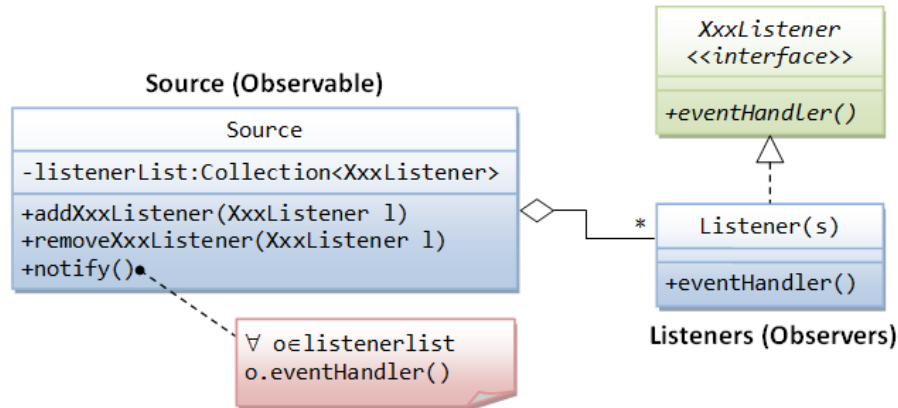 Source (Observable)
Source
-listenerList:Collection<XxxListener>
+addXxxListener(XxxListener l)
+removeXxxListener(XxxListener l)
+notify()
∀ o∊listenerlist
o.eventHandler()
XxxListener
<<interface>>
+eventHandler()
*
Listener(s)
+eventHandler()
Listeners (Observers)